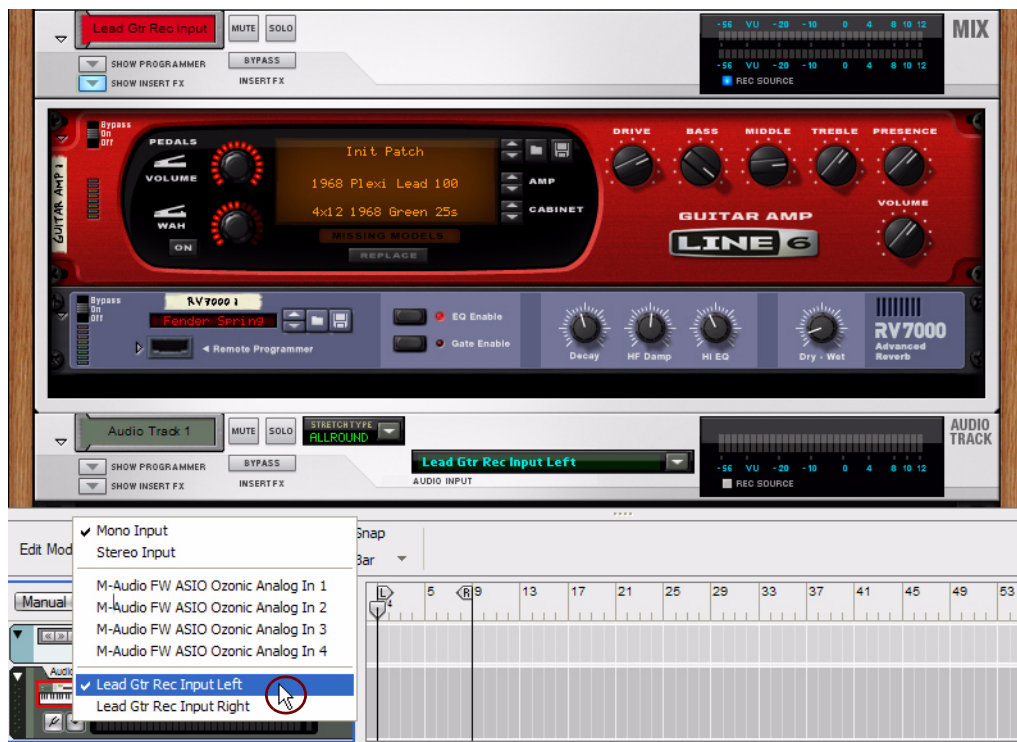 Lead Gtr Rec Input MUTE SOLO
-56 VU -20 -10 0 4 8 10 12
MIX
SHOW PROGRAMMER BYPASS
-56 VU -20 -10 0 4 8 10 12
SHOW INSERT FX INSERT FX
REC SOURCE
Bypass
On
Off
PEDALS
VOLUME
WAH
ON
GUITAR AMP 1
Init Patch
1968 Plexi Lead 100
AMP
4x12 1968 Green 25s
CABINET
MISSING MODELS
REPLACE
DRIVE BASS MIDDLE TREBLE PRESENCE
GUITAR AMP
LINE 6
VOLUME
Bypass
On
Off
RV7000 1
Fender Spring
Remote Programmer
EQ Enable
Gate Enable
Decay HF Damp HI EQ Dry - Wet
RV7000
Advanced
Reverb
Audio Track 1 MUTE SOLO
STRETCH TYPE
ALLROUND
AUDIO
TRACK
SHOW PROGRAMMER BYPASS
Lead Gtr Rec Input Left
-56 VU -20 -10 0 4 8 10 12
SHOW INSERT FX INSERT FX
AUDIO INPUT
REC SOURCE
Edit Mod
Snap
Bar
Mono Input
Stereo Input
M-Audio FW ASIO Ozonic Analog In 1
M-Audio FW ASIO Ozonic Analog In 2
M-Audio FW ASIO Ozonic Analog In 3
M-Audio FW ASIO Ozonic Analog In 4
Lead Gtr Rec Input Left
Lead Gtr Rec Input Right
Manual
L 5 R 9 13 17 21 25 29 33 37 41 45 49 53
4
Audio